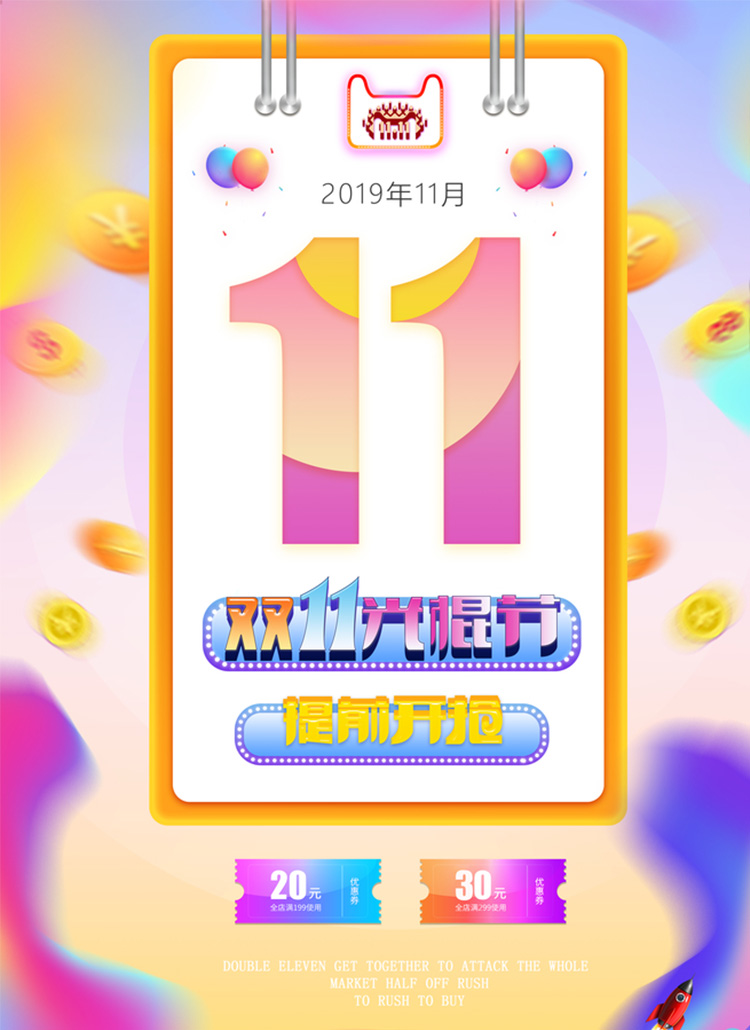 2019年11月
11
双11光棍节
提前开抢
20元
优惠券
全店满199使用
30元
优惠券
全店满299使用
DOUBLE ELEVEN GET TOGETHER TO ATTACK THE WHOLE
MARKET HALF OFF RUSH
TO RUSH TO BUY